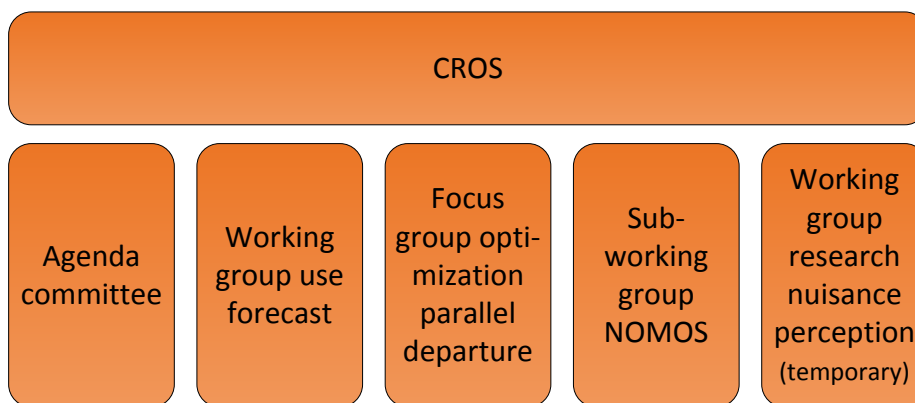 CROS
Agenda
committee
Working
group use
forecast
Focus
group opti-
mization
parallel
departure
Sub-
working
group
NOMOS
Working
group
research
nuisance
perception
(temporary)